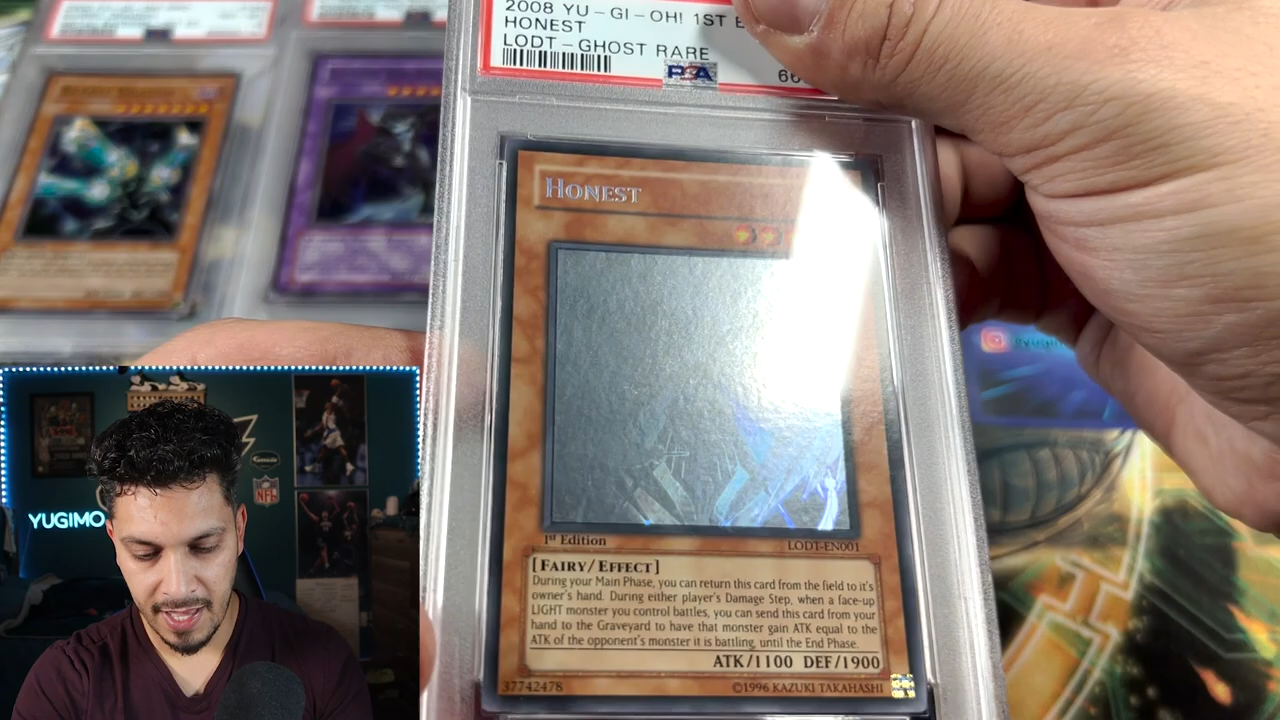 2008 YU-GI-OH! 1ST
HONEST
LODT-GHOST RARE
PSA
66
HONEST
1st Edition
LODT-EN001
[FAIRY/EFFECT]
During your Main Phase, you can return this card from the field to it's
owner's hand. During either player's Damage Step, when a face-up
LIGHT monster you control battles, you can send this card from your
hand to the Graveyard to have that monster gain ATK equal to the
ATK of the opponent's monster it is battling, until the End Phase.
ATK/1100 DEF/1900
37742478
©1996 KAZUKI TAKAHASHI
YUGIMO
NFL